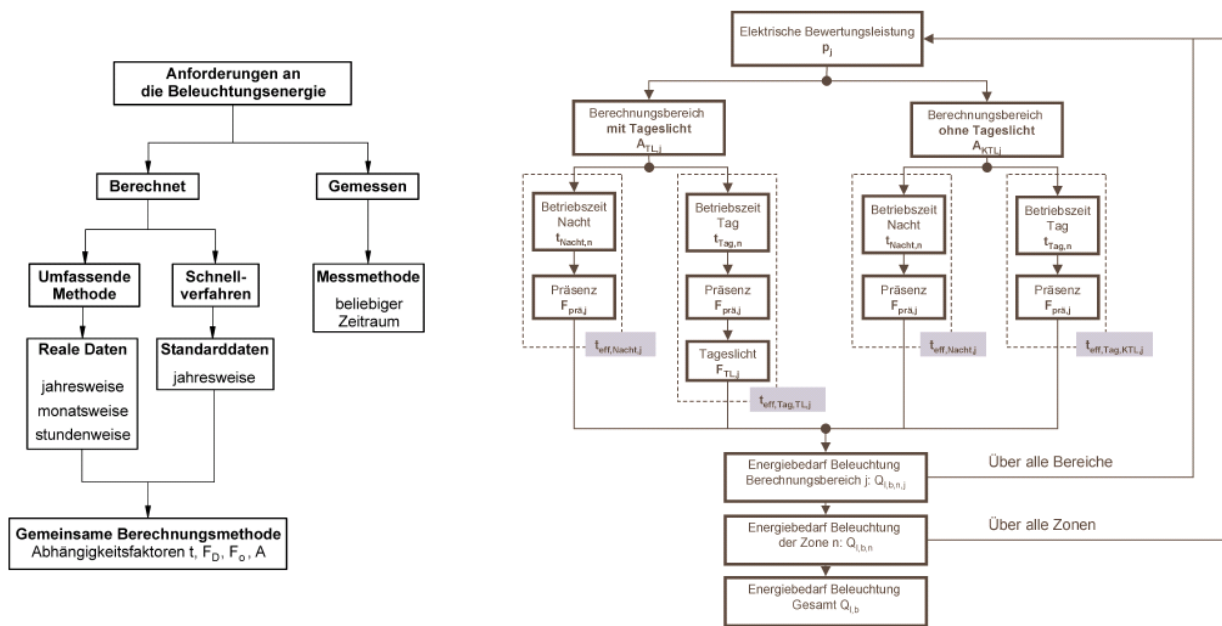 Anforderungen an
die Beleuchtungsenergie
Berechnet
Gemessen
Umfassende
Methode
Schnell-
verfahren
Messmethode
beliebiger
Zeitraum
Reale Daten
jahresweise
monatsweise
stundenweise
Standarddaten
jahresweise
Gemeinsame Berechnungsmethode
Abhängigkeitsfaktoren t, F_D, F_o, A
Elektrische Bewertungsleistung
p_j
Berechnungsbereich
mit Tageslicht
A_TL,j
Berechnungsbereich
ohne Tageslicht
A_KTL,j
Betriebszeit
Nacht
t_Nacht,n
Präsenz
F_prä,j
t_eff,Nacht,j
Betriebszeit
Tag
t_Tag,n
Präsenz
F_prä,j
Tageslicht
F_TL,j
t_eff,Tag,TL,j
Betriebszeit
Nacht
t_Nacht,n
Präsenz
F_prä,j
t_eff,Nacht,j
Betriebszeit
Tag
t_Tag,n
Präsenz
F_prä,j
t_eff,Tag,KTL,j
Energiebedarf Beleuchtung
Berechnungsbereich j: Q_l,b,n,j
Über alle Bereiche
Energiebedarf Beleuchtung
der Zone n: Q_l,b,n
Über alle Zonen
Energiebedarf Beleuchtung
Gesamt Q_l,b